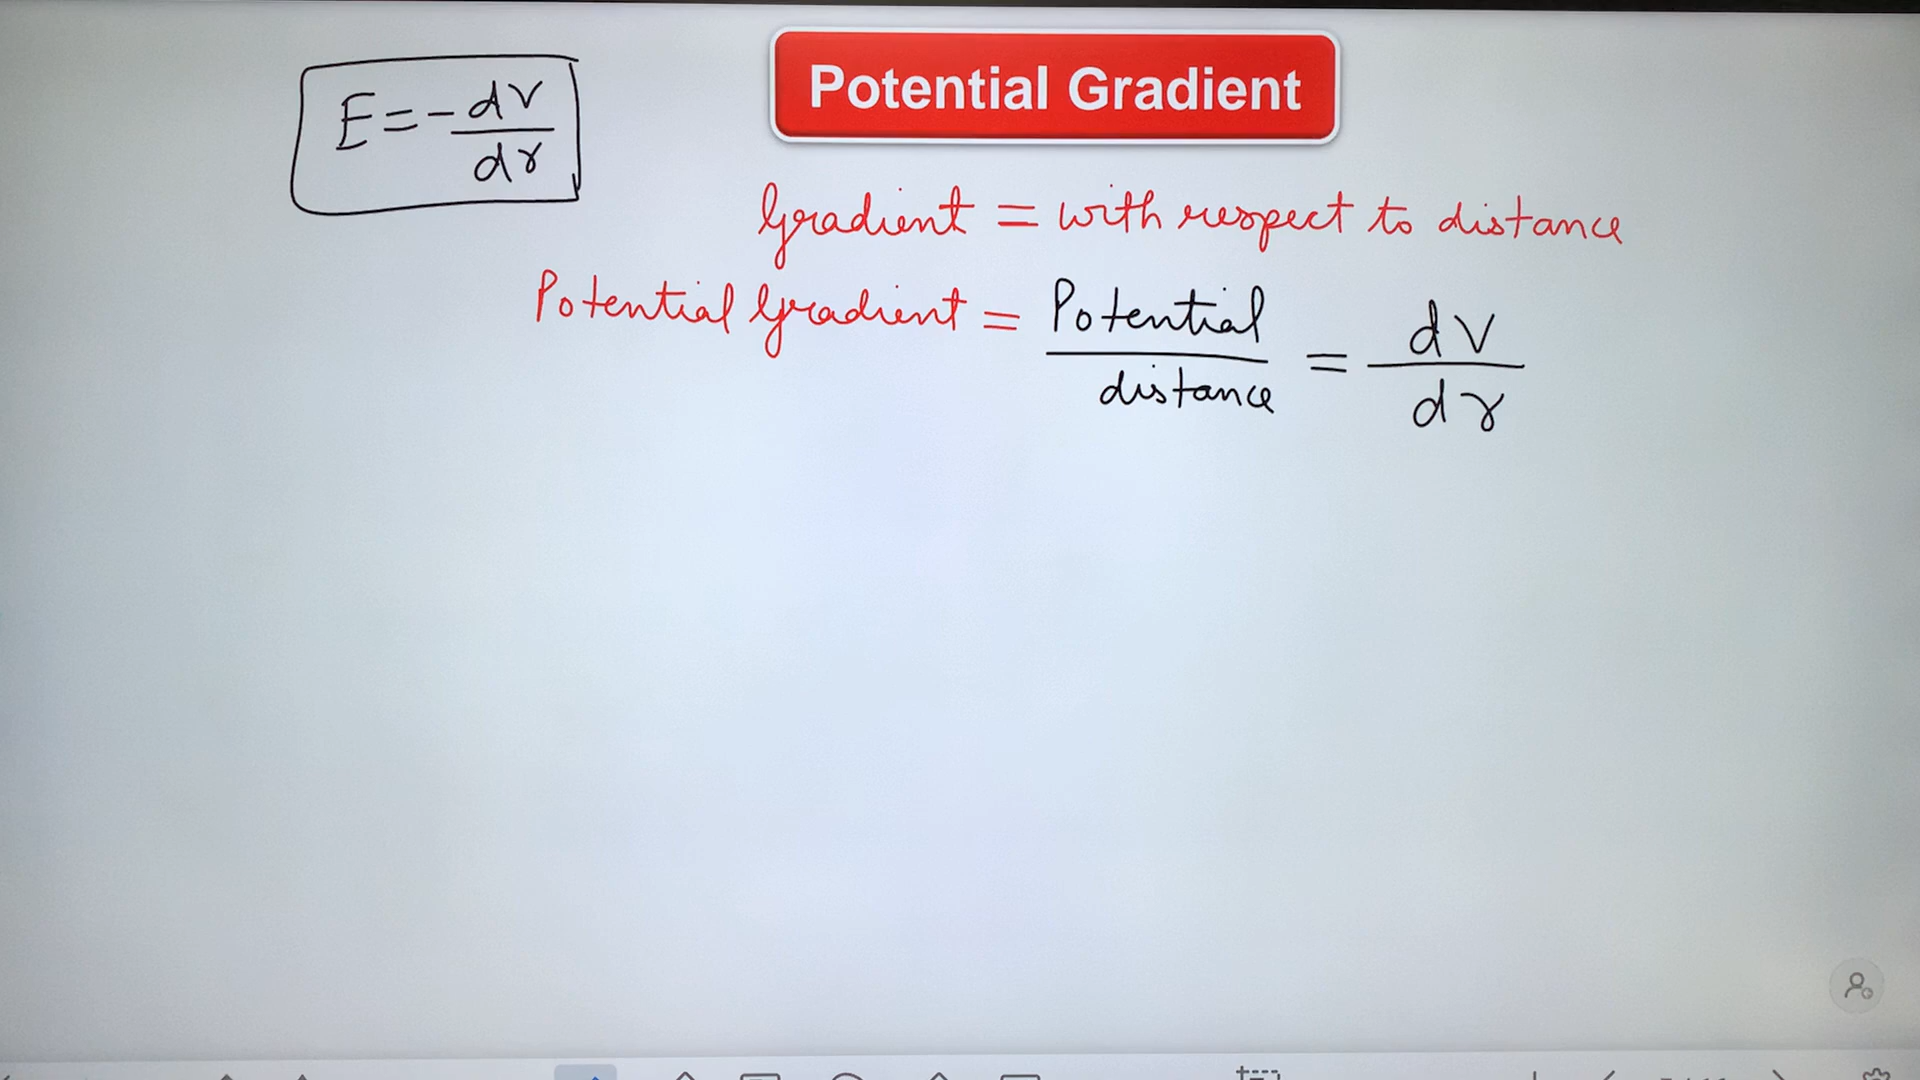 Potential Gradient
E = - dV/dr
Gradient = with respect to distance
Potential Gradient = Potential/distance = dV/dr